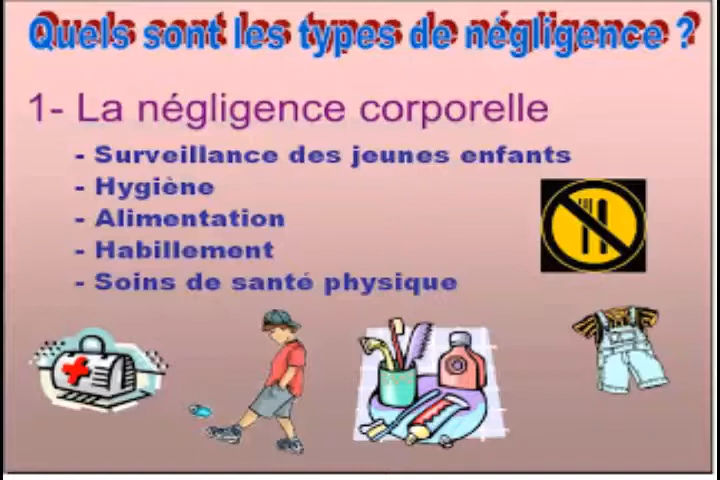 Quels sont les types de négligence ?
1- La négligence corporelle
- Surveillance des jeunes enfants
- Hygiène
- Alimentation
- Habillement
- Soins de santé physique